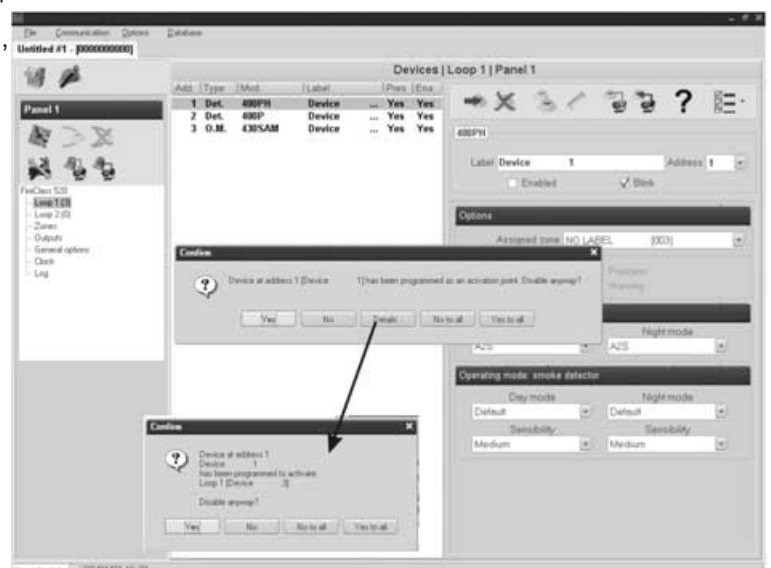 File Communication Options Database
Untitled #1 - [0000000000]
Devices | Loop 1 | Panel 1
Panel 1
Add. Type Mod. Label Pres Ena
1 Det. 400PH Device ... Yes Yes
2 Det. 400P Device ... Yes Yes
3 O.M. 430SAM Device ... Yes Yes
FireClass 520
Loop 1 (3)
Loop 2 (0)
Zones
Outputs
General options
Clock
Log
400PH
Label Device 1 Address 1
Enabled Blink
Options
Assigned zone NO LABEL (003)
Warning
Night mode
A2S A2S
Operating mode: smoke detector
Day mode Night mode
Default Default
Sensibility Sensibility
Medium Medium
Confirm
Device at address 1 [Device 1] has been programmed as an activation point. Disable anyway?
Yes No Details No to all Yes to all
Confirm
Device at address 1
Device 1
has been programmed to activate:
Loop 1 [Device 3]
Disable anyway?
Yes No No to all Yes to all